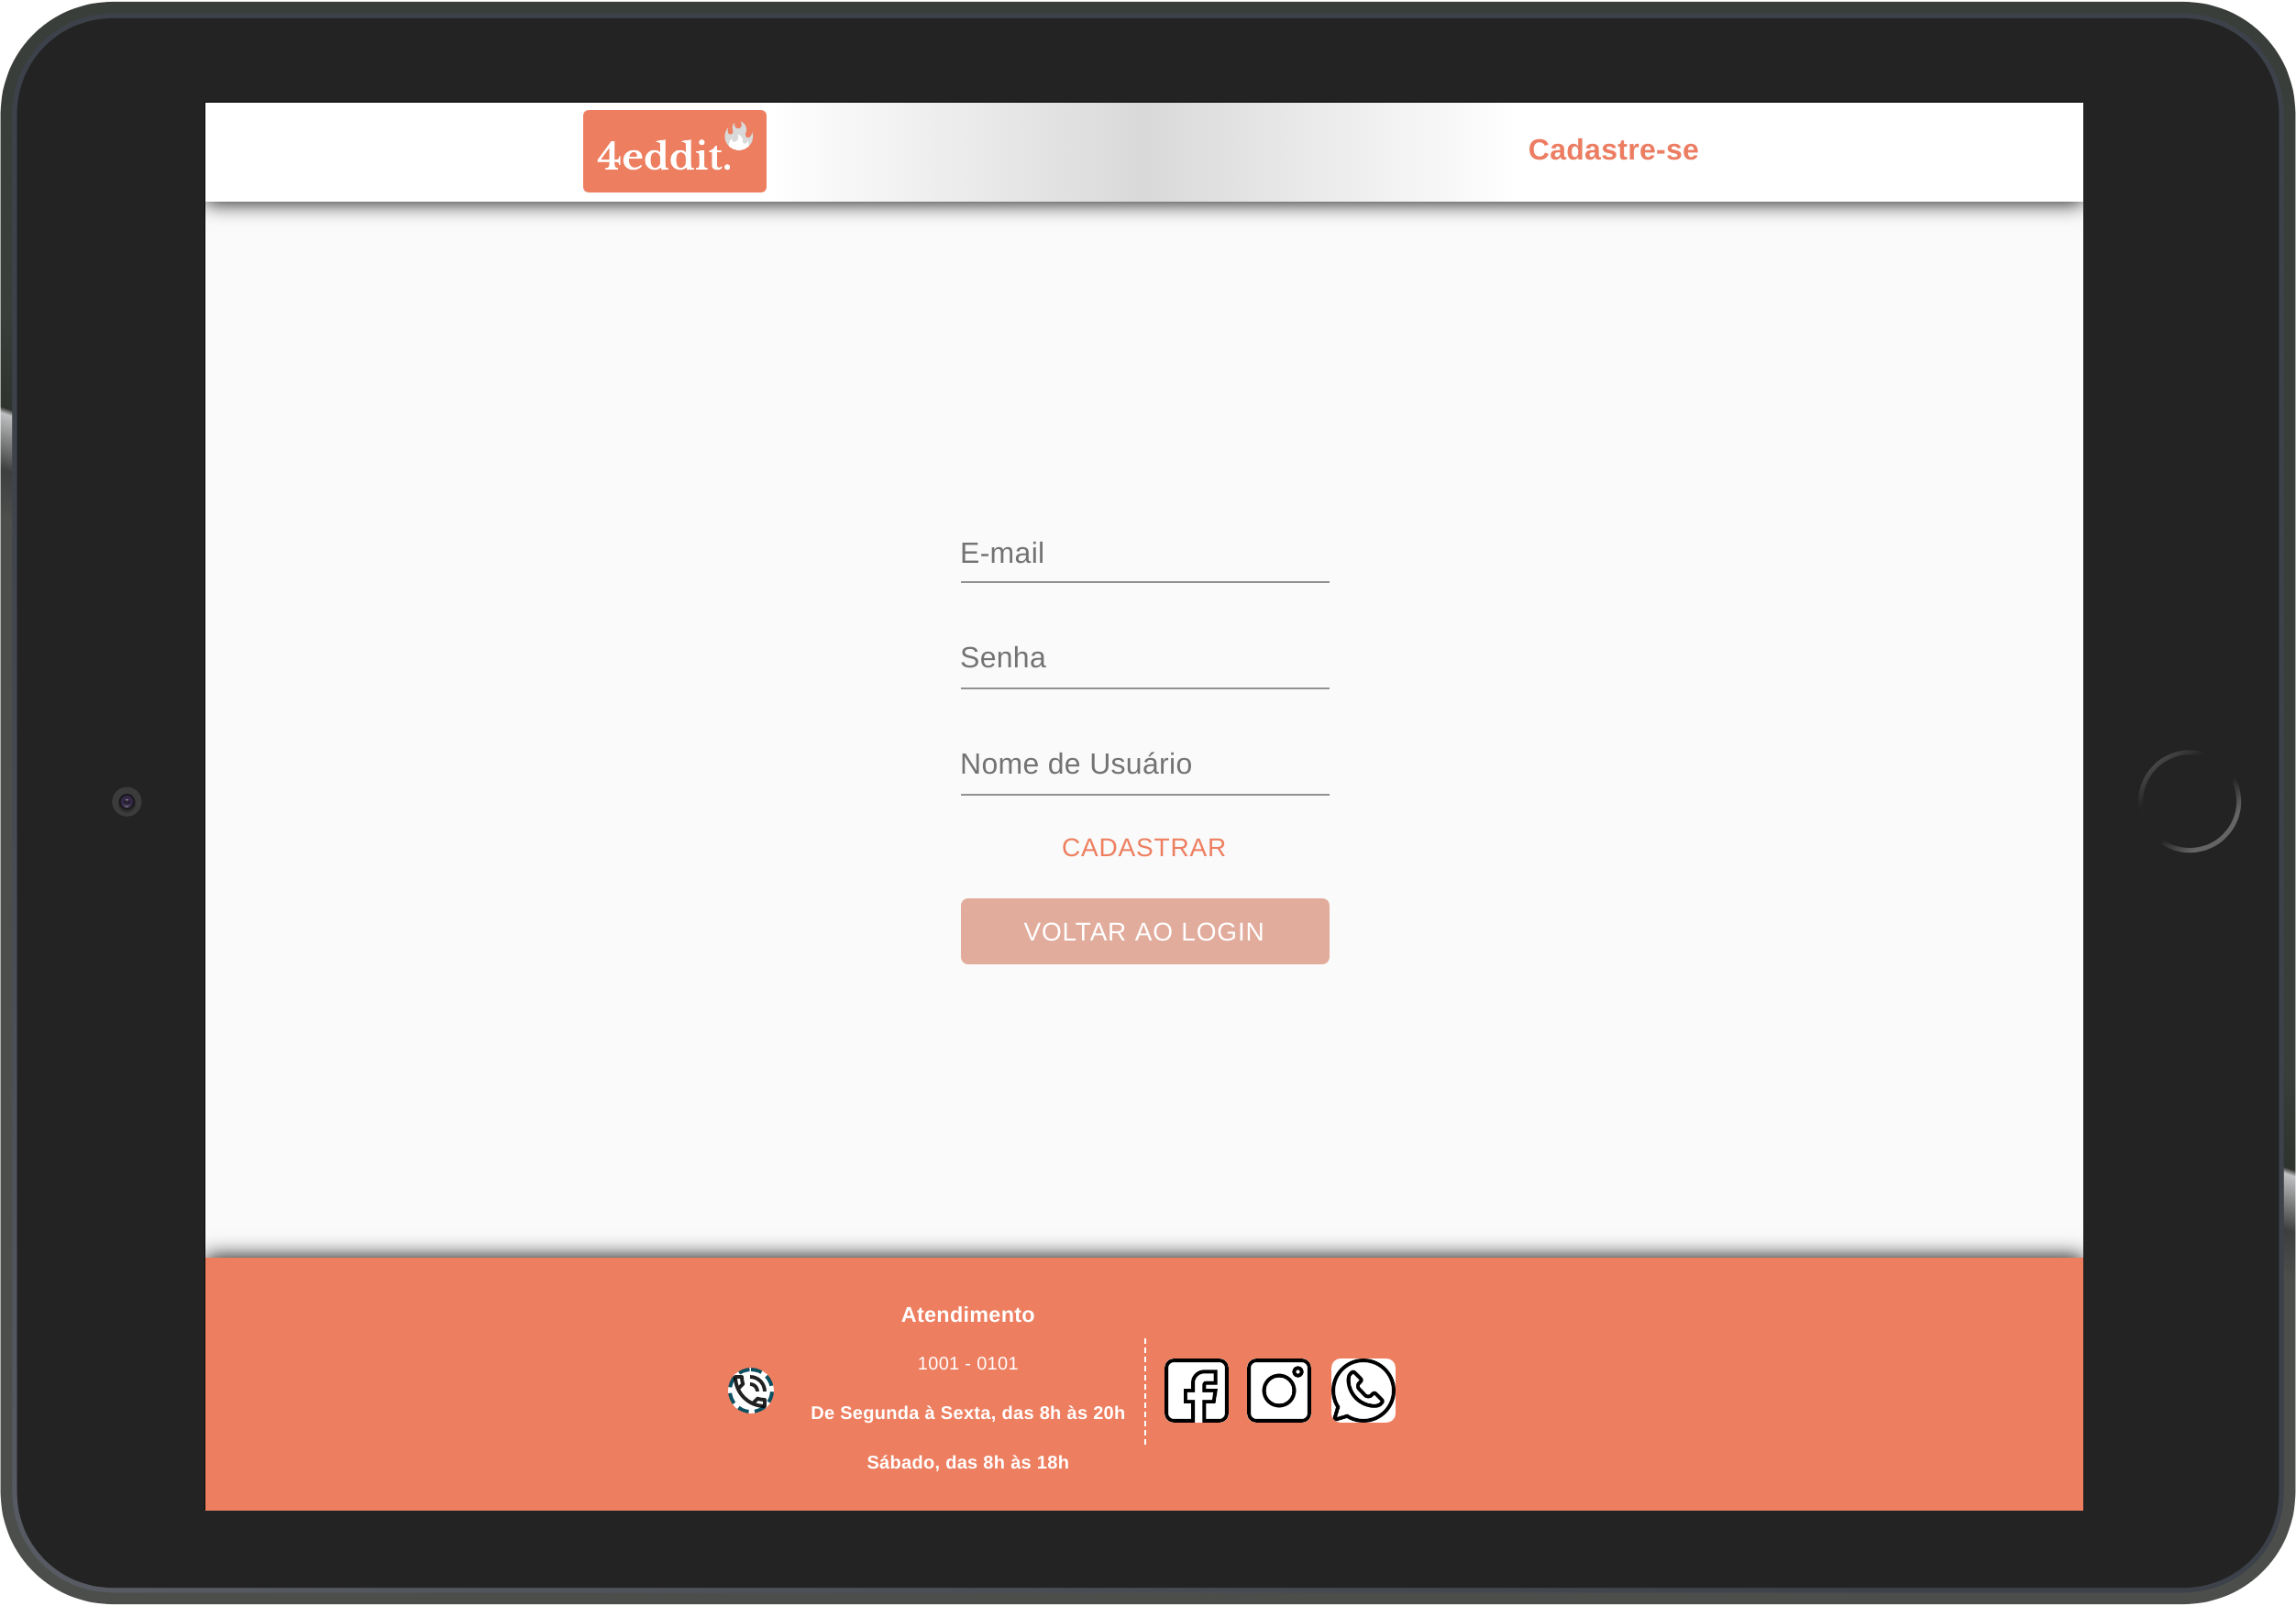 4eddit.
Cadastre-se
E-mail
Senha
Nome de Usuário
CADASTRAR
VOLTAR AO LOGIN
Atendimento
1001 - 0101
De Segunda à Sexta, das 8h às 20h
Sábado, das 8h às 18h